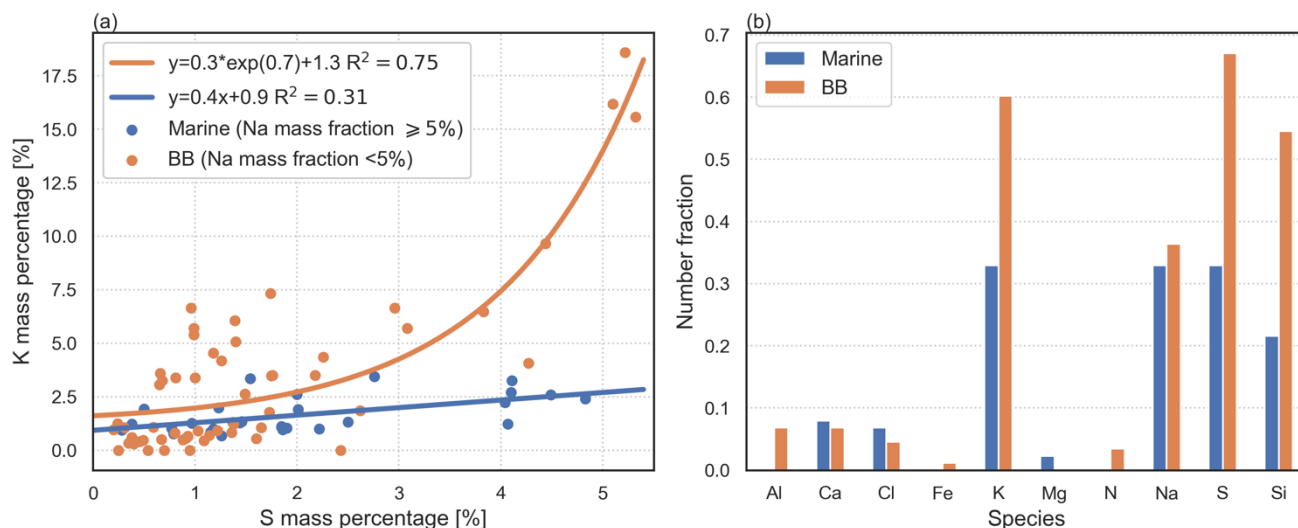 (a)
y=0.3*exp(0.7)+1.3 R² = 0.75
y=0.4x+0.9 R² = 0.31
Marine (Na mass fraction ⩾ 5%)
BB (Na mass fraction <5%)
K mass percentage [%]
17.5
15.0
12.5
10.0
7.5
5.0
2.5
0.0
0 1 2 3 4 5
S mass percentage [%]
(b)
Marine
BB
Number fraction
0.7
0.6
0.5
0.4
0.3
0.2
0.1
0.0
Al Ca Cl Fe K Mg N Na S Si
Species